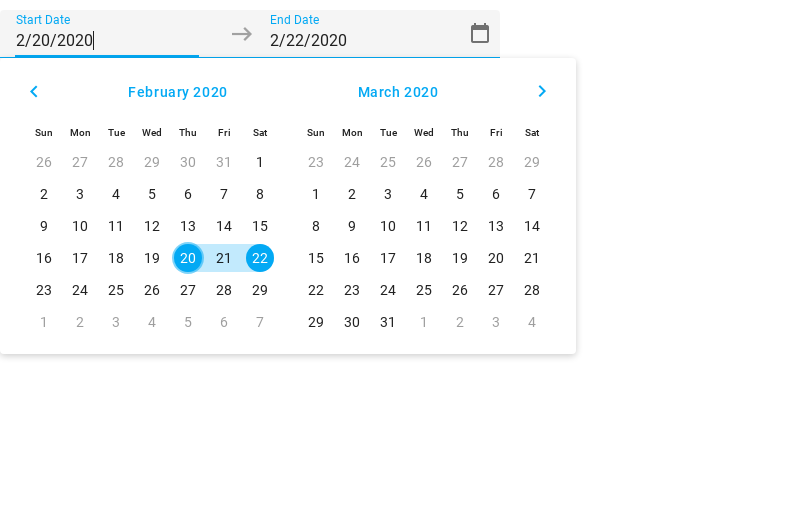 Start Date End Date
2/20/2020 2/22/2020
February 2020 March 2020
Sun Mon Tue Wed Thu Fri Sat Sun Mon Tue Wed Thu Fri Sat
26 27 28 29 30 31 1 23 24 25 26 27 28 29
2 3 4 5 6 7 8 1 2 3 4 5 6 7
9 10 11 12 13 14 15 8 9 10 11 12 13 14
16 17 18 19 20 21 22 15 16 17 18 19 20 21
23 24 25 26 27 28 29 22 23 24 25 26 27 28
1 2 3 4 5 6 7 29 30 31 1 2 3 4